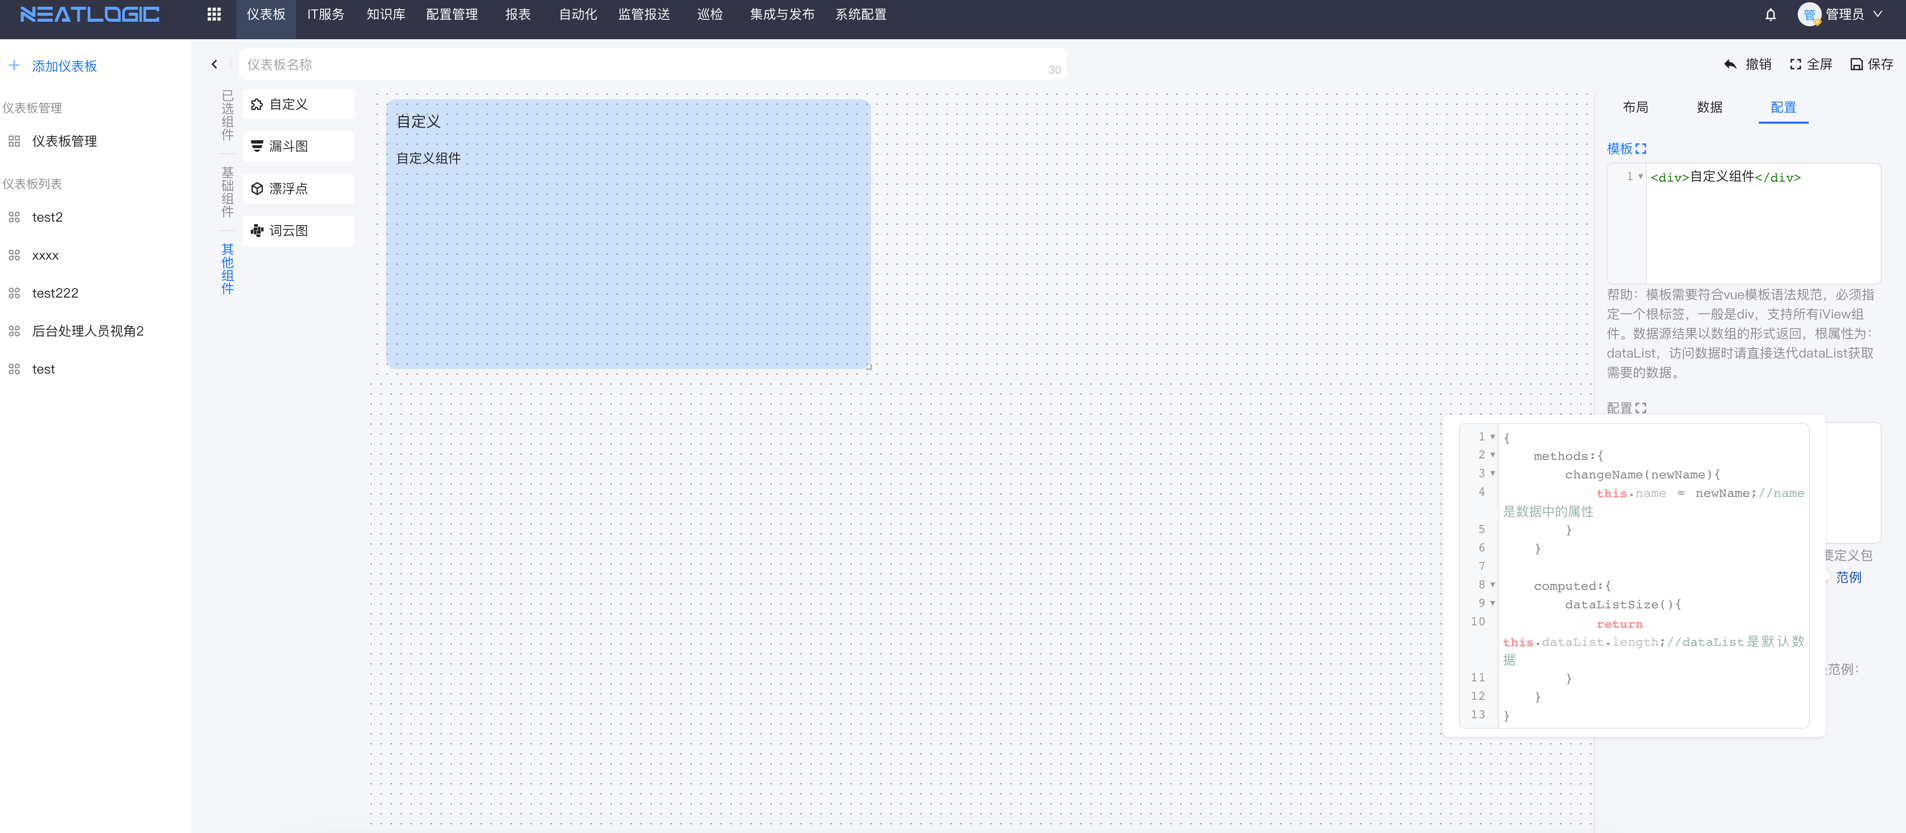 NEATLOGIC
仪表板
IT服务
知识库
配置管理
报表
自动化
监管报送
巡检
集成与发布
系统配置
管
管理员
添加仪表板
仪表板管理
仪表板管理
仪表板列表
test2
xxxx
test222
后台处理人员视角2
test
仪表板名称
30
撤销
全屏
保存
已选组件
基础组件
其他组件
自定义
漏斗图
漂浮点
词云图
自定义
自定义组件
布局
数据
配置
模板
1
<div>自定义组件</div>
帮助：模板需要符合vue模板语法规范，必须指
定一个根标签，一般是div，支持所有iView组
件。数据源结果以数组的形式返回，根属性为：
dataList，访问数据时请直接迭代dataList获取
需要的数据。
配置
1 {
2 methods:{
3 changeName(newName){
4 this.name = newName;//name
是数据中的属性
5 }
6 }
7
8 computed:{
9 dataListSize(){
10 return
this.dataList.length;//dataList是默认数
据
11 }
12 }
13 }
要定义包
范例
范例：